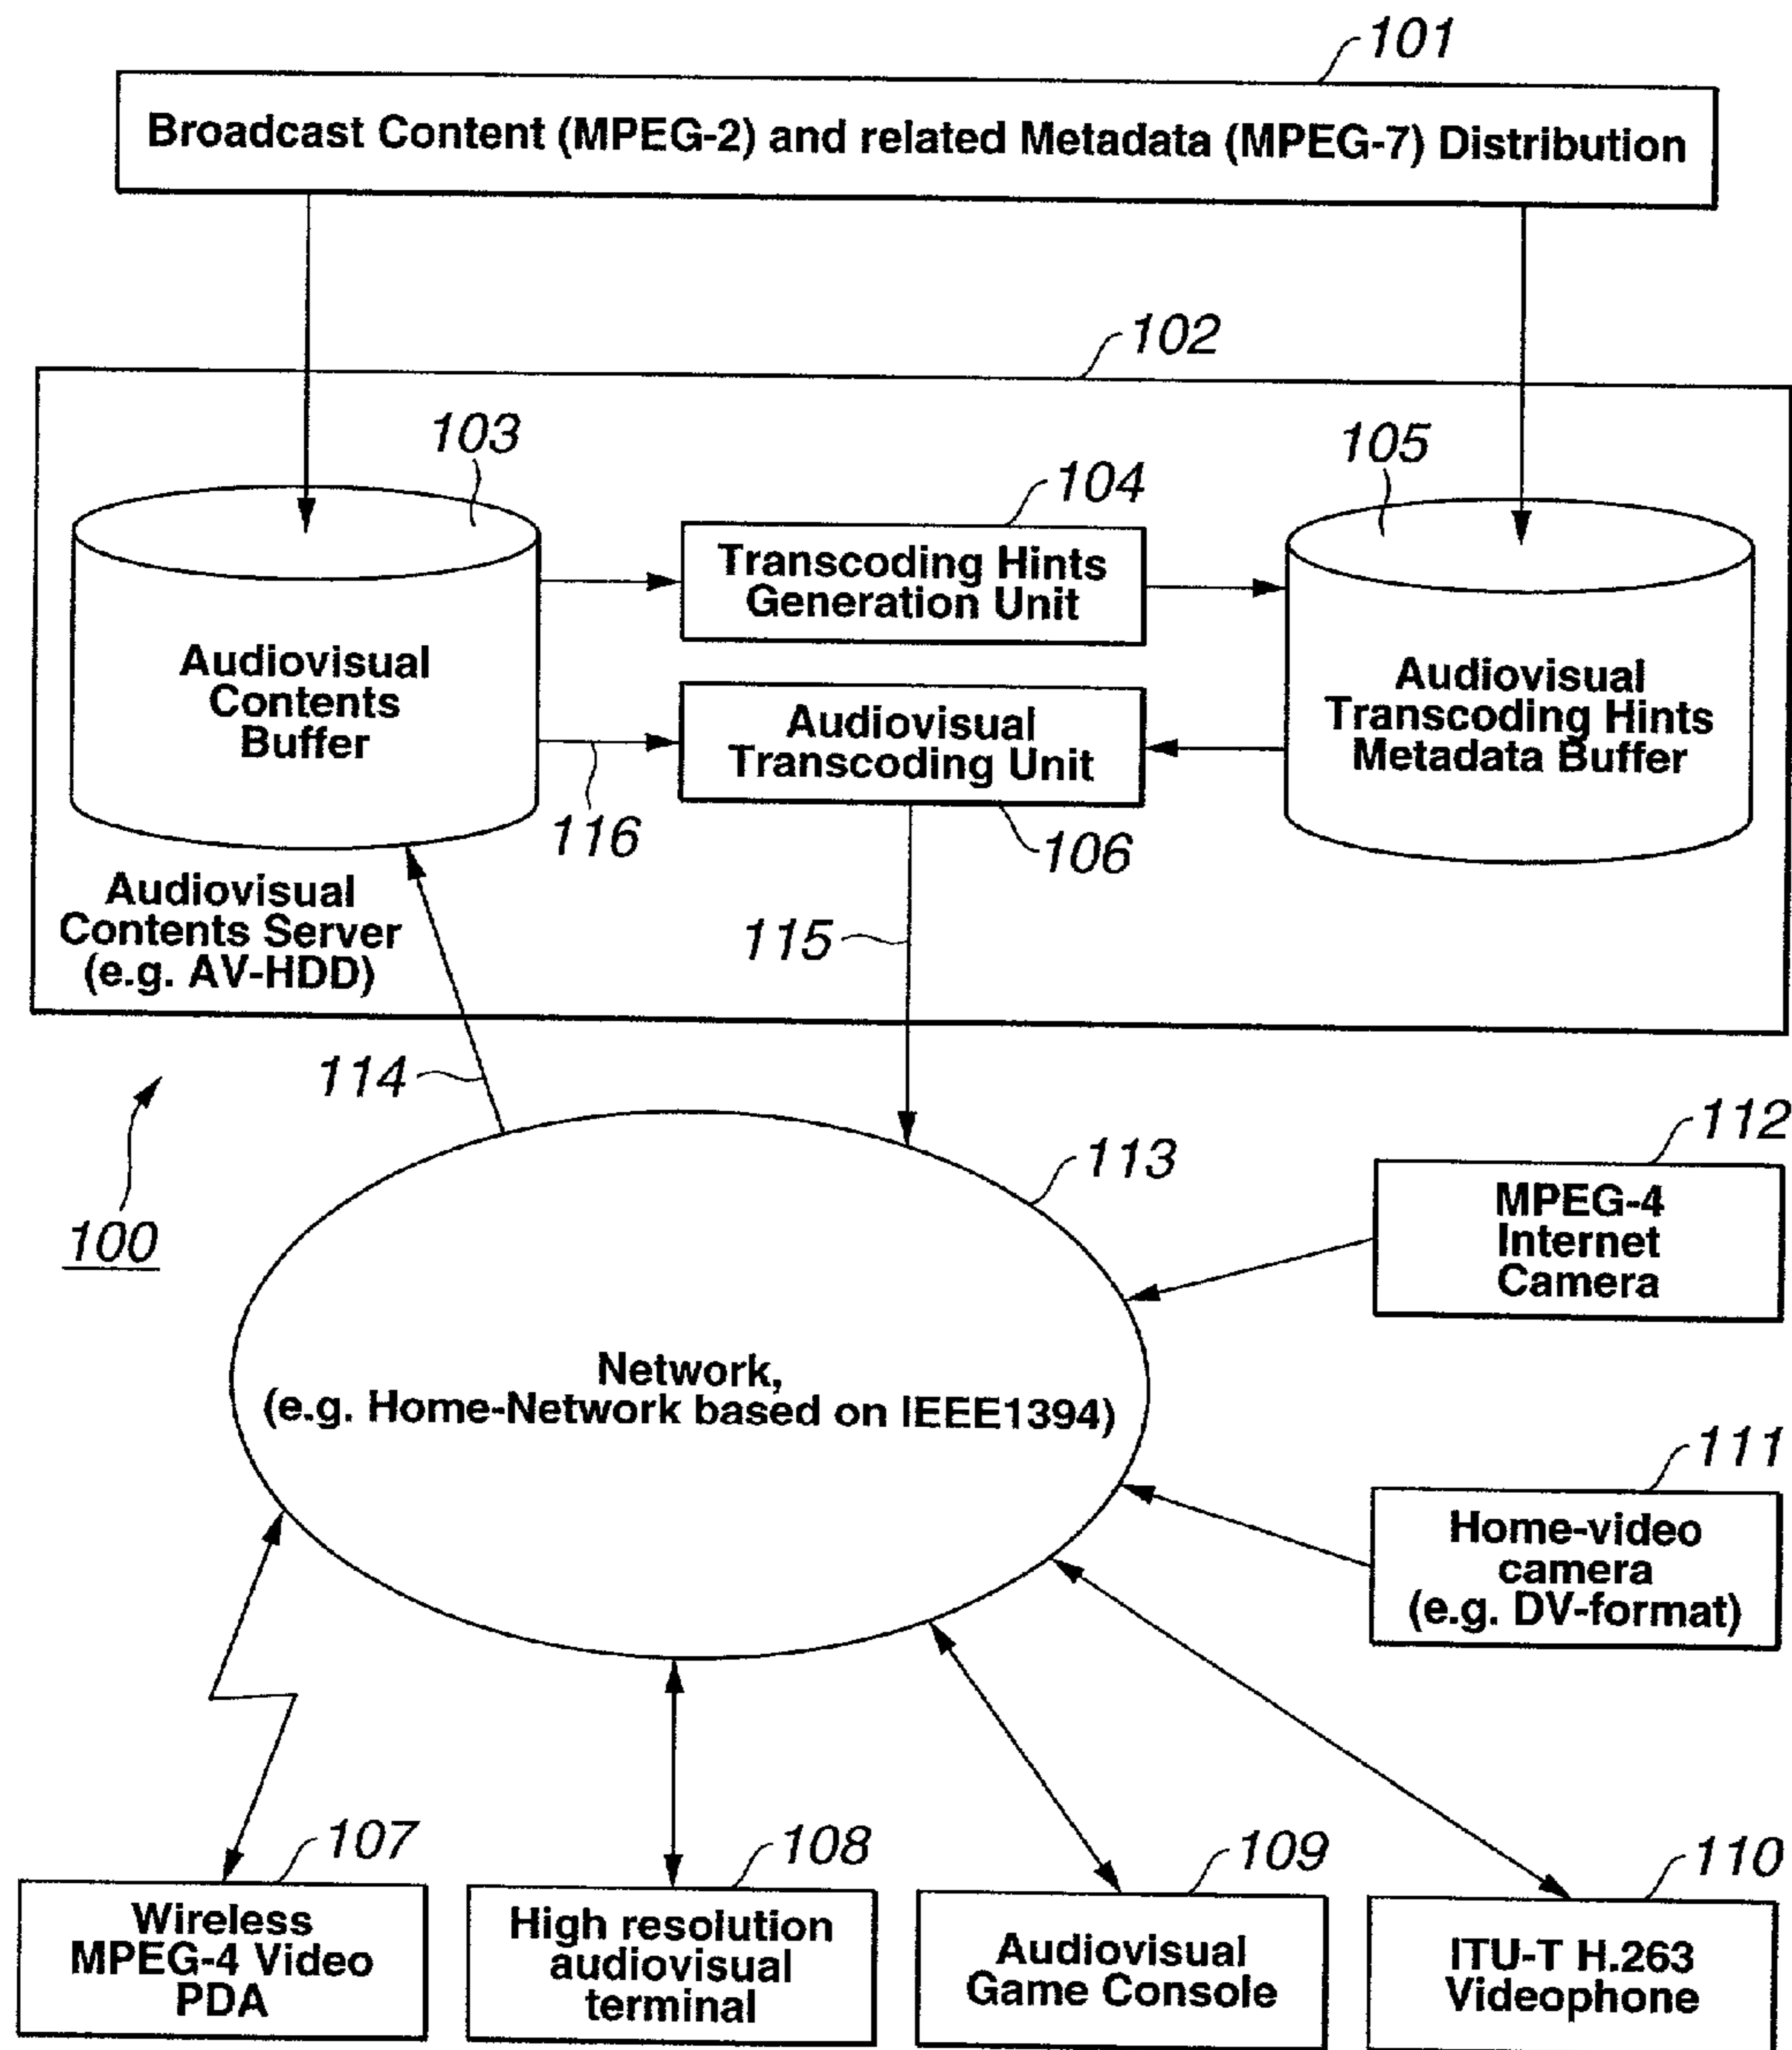 101
Broadcast Content (MPEG-2) and related Metadata (MPEG-7) Distribution
102
103
104
105
Transcoding Hints
Generation Unit
Audiovisual
Contents
Buffer
Audiovisual
Transcoding Unit
Audiovisual
Transcoding Hints
Metadata Buffer
116
106
Audiovisual
Contents Server
(e.g. AV-HDD)
115
114
100
113
112
MPEG-4
Internet
Camera
Network,
(e.g. Home-Network based on IEEE1394)
111
Home-video
camera
(e.g. DV-format)
107
108
109
110
Wireless
MPEG-4 Video
PDA
High resolution
audiovisual
terminal
Audiovisual
Game Console
ITU-T H.263
Videophone